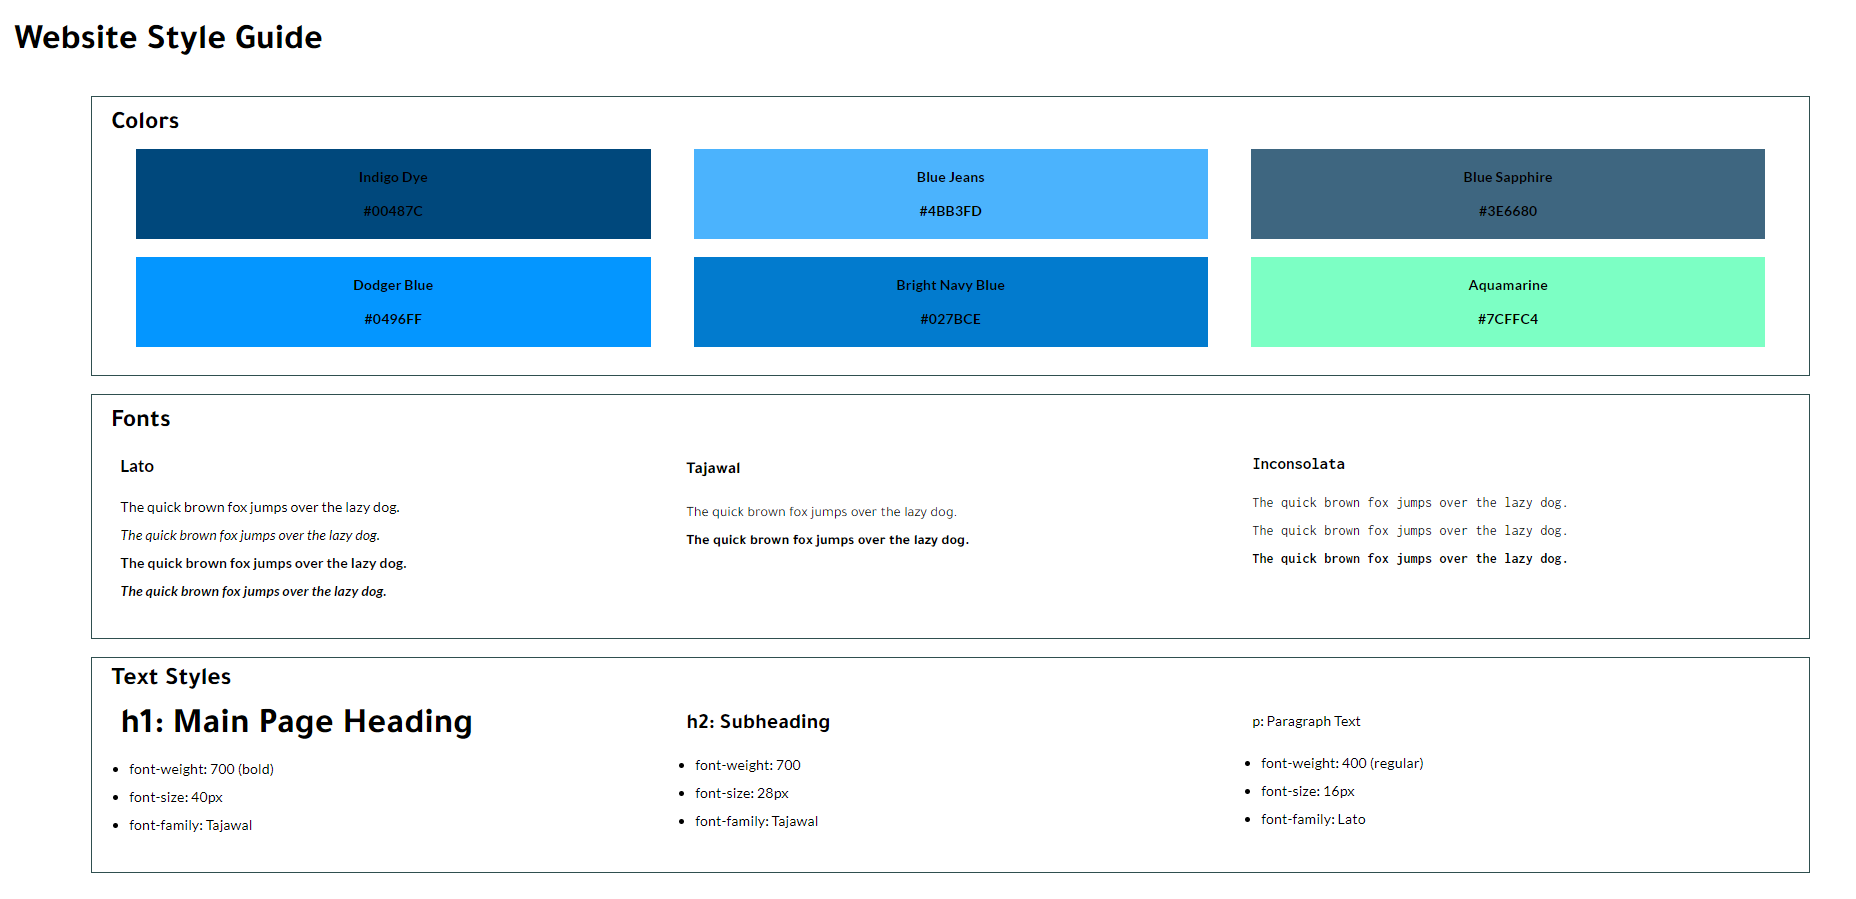 Website Style Guide
Colors
Indigo Dye
#00487C
Blue Jeans
#4BB3FD
Blue Sapphire
#3E6680
Dodger Blue
#0496FF
Bright Navy Blue
#027BCE
Aquamarine
#7CFFC4
Fonts
Lato
The quick brown fox jumps over the lazy dog.
The quick brown fox jumps over the lazy dog.
The quick brown fox jumps over the lazy dog.
The quick brown fox jumps over the lazy dog.
Tajawal
The quick brown fox jumps over the lazy dog.
The quick brown fox jumps over the lazy dog.
Inconsolata
The quick brown fox jumps over the lazy dog.
The quick brown fox jumps over the lazy dog.
The quick brown fox jumps over the lazy dog.
Text Styles
h1: Main Page Heading
• font-weight: 700 (bold)
• font-size: 40px
• font-family: Tajawal
h2: Subheading
• font-weight: 700
• font-size: 28px
• font-family: Tajawal
p: Paragraph Text
• font-weight: 400 (regular)
• font-size: 16px
• font-family: Lato